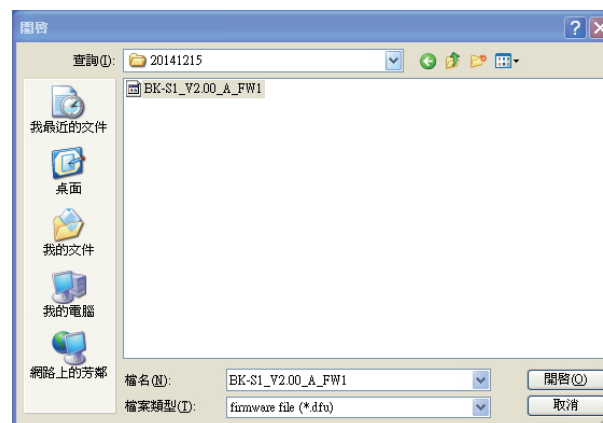 開啓
查詢(I):
20141215
BK-S1_V2.00_A_FW1
我最近的文件
桌面
我的文件
我的電腦
網路上的芳鄰
檔名(N):
BK-S1_V2.00_A_FW1
開啓(O)
檔案類型(T):
firmware file (*.dfu)
取消